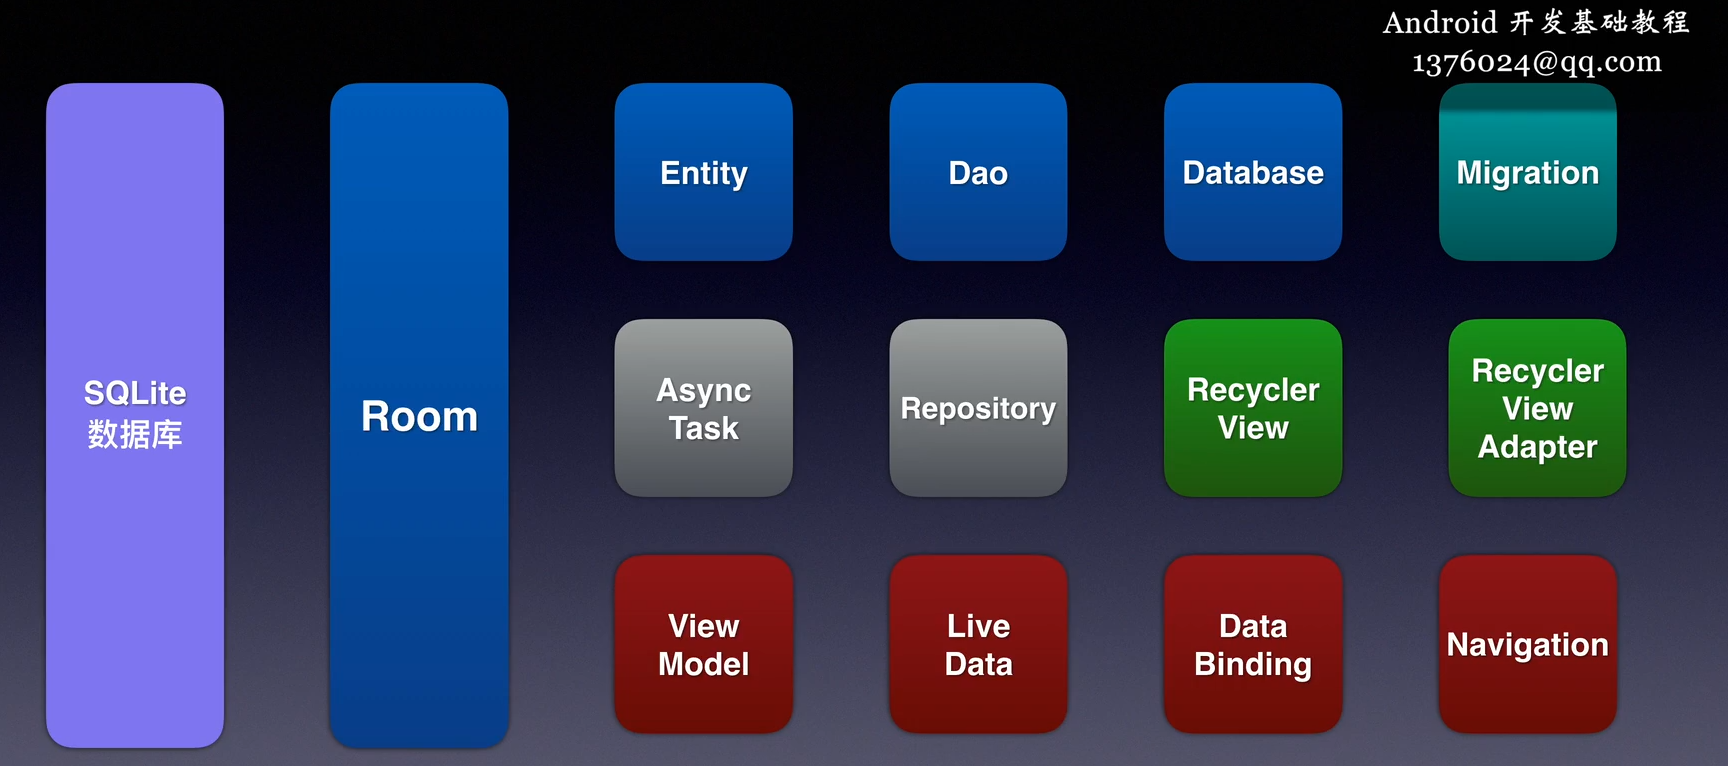 Android 开发基础教程
1376024@qq.com
SQLite
数据库
Room
Entity
Dao
Database
Migration
Async
Task
Repository
Recycler
View
Recycler
View
Adapter
View
Model
Live
Data
Data
Binding
Navigation